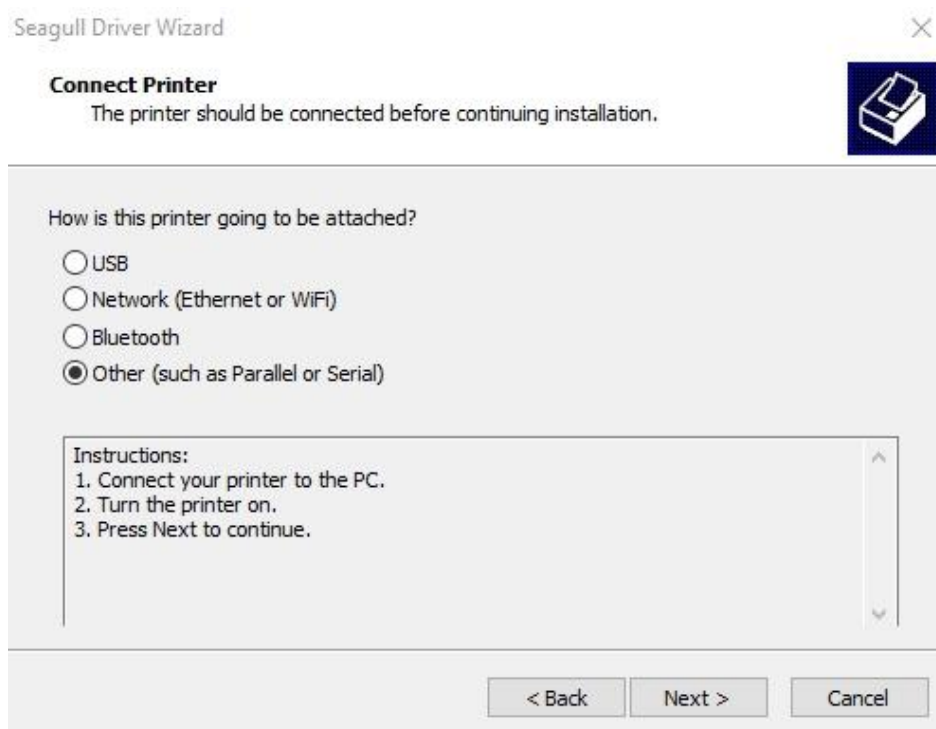 Seagull Driver Wizard
Connect Printer
The printer should be connected before continuing installation.
How is this printer going to be attached?
USB
Network (Ethernet or WiFi)
Bluetooth
Other (such as Parallel or Serial)
Instructions:
1. Connect your printer to the PC.
2. Turn the printer on.
3. Press Next to continue.
< Back Next > Cancel